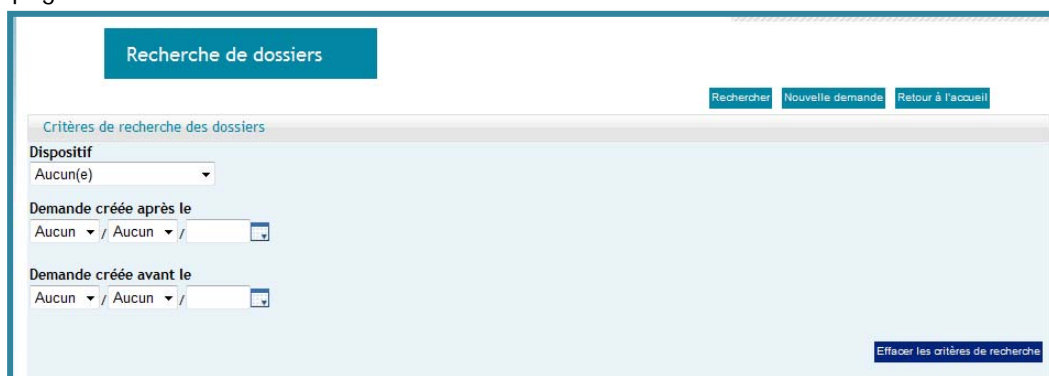 Recherche de dossiers
Rechercher Nouvelle demande Retour à l'accueil
Critères de recherche des dossiers
Dispositif
Aucun(e)
Demande créée après le
Aucun / Aucun /
Demande créée avant le
Aucun / Aucun /
Effacer les critères de recherche